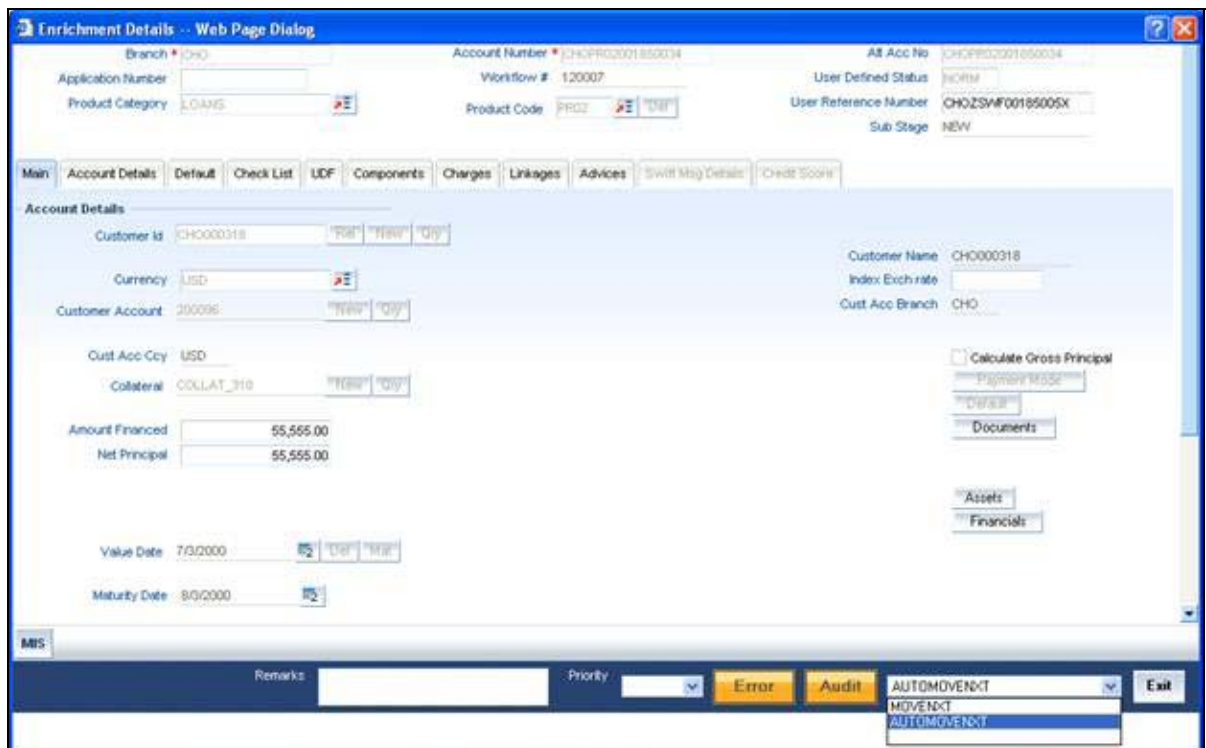 Enrichment Details -- Web Page Dialog
Branch * CHO
Account Number * CHOPR02001850034
Alt Acc No CHOPR02001850034
Application Number
Workflow # 120007
User Defined Status NORM
Product Category LOANS
Product Code PR02 Def
User Reference Number CHOZSWF00185005X
Sub Stage NEW
Main Account Details Default Check List UDF Components Charges Linkages Advices Swift Msg Details Credit Score
Account Details
Customer Id CHO000318 Rel New Qry
Customer Name CHO000318
Currency USD
Index Exch rate
Customer Account 200096 New Qry
Cust Acc Branch CHO
Cust Acc Ccy USD
Calculate Gross Principal
Collateral COLLAT_318 New Qry
Payment Mode
Default
Amount Financed 55,555.00
Documents
Net Principal 55,555.00
Assets
Financials
Value Date 7/3/2000 Def Mat
Maturity Date 8/3/2000
MIS
Remarks
Priority
Error Audit AUTOMOVENXT Exit
MOVENXT
AUTOMOVENXT